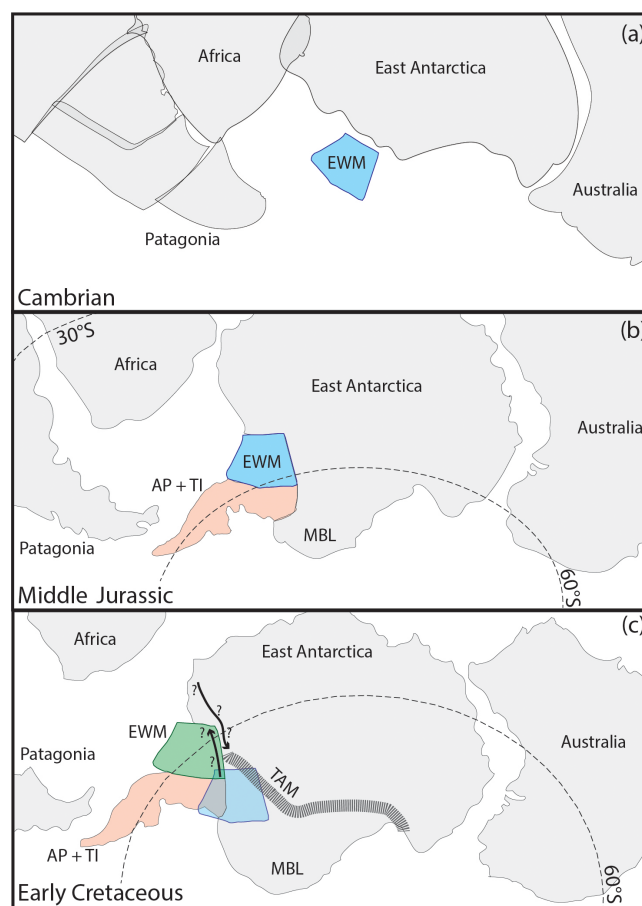 (a)
Africa
East Antarctica
EWM
Australia
Patagonia
Cambrian
(b)
30°S
Africa
East Antarctica
Australia
EWM
AP + TI
MBL
Patagonia
60°S
Middle Jurassic
(c)
Africa
East Antarctica
?
?
EWM
?
?
Australia
Patagonia
?
TAM
AP + TI
MBL
60°S
Early Cretaceous